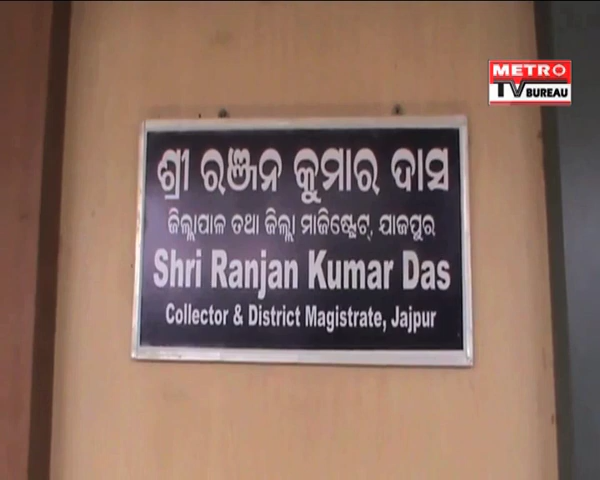 METRO
TV BUREAU
ଶ୍ରୀ ରଞ୍ଜନ କୁମାର ଦାସ
ଜିଲ୍ଲାପାଳ ତଥା ଜିଲ୍ଲା ମାଜିଷ୍ଟ୍ରେଟ୍, ଯାଜପୁର
Shri Ranjan Kumar Das
Collector & District Magistrate, Jajpur